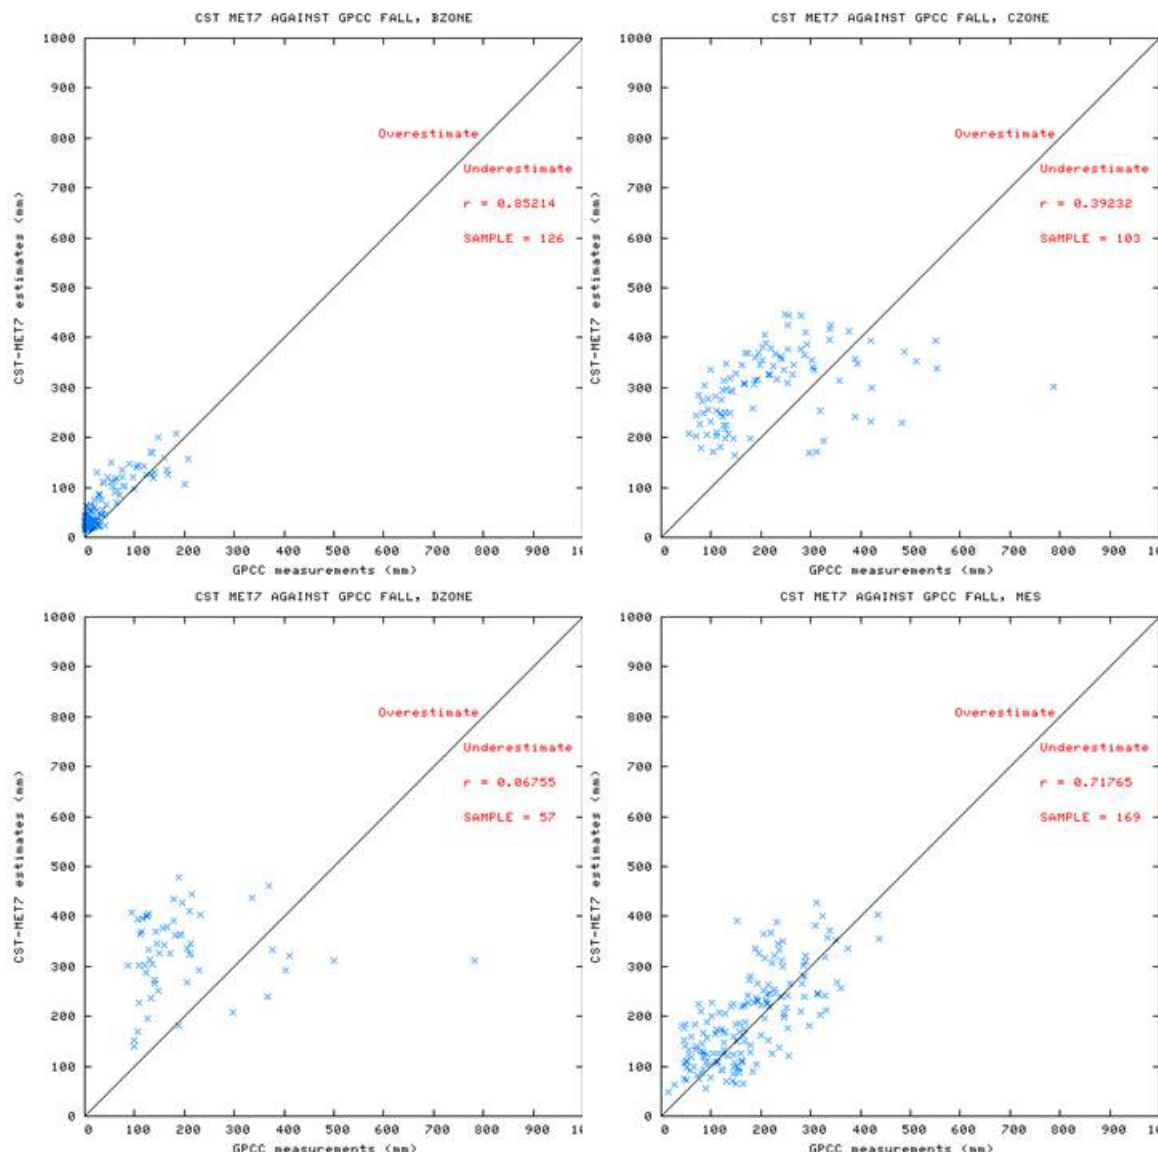 CST MET7 AGAINST GPCC FALL, BZONE
1000
900
800
700
600
500
400
300
200
100
0
CST-MET7 estimates (mm)
Overestimate
Underestimate
r = 0.85214
SAMPLE = 126
0 100 200 300 400 500 600 700 800 900 10
GPCC measurements (mm)
CST MET7 AGAINST GPCC FALL, CZONE
1000
900
800
700
600
500
400
300
200
100
0
CST-MET7 estimates (mm)
Overestimate
Underestimate
r = 0.39232
SAMPLE = 103
0 100 200 300 400 500 600 700 800 900 10
GPCC measurements (mm)
CST MET7 AGAINST GPCC FALL, DZONE
1000
900
800
700
600
500
400
300
200
100
0
CST-MET7 estimates (mm)
Overestimate
Underestimate
r = 0.06755
SAMPLE = 57
0 100 200 300 400 500 600 700 800 900 10
GPCC measurements (mm)
CST MET7 AGAINST GPCC FALL, MES
1000
900
800
700
600
500
400
300
200
100
0
CST-MET7 estimates (mm)
Overestimate
Underestimate
r = 0.71765
SAMPLE = 169
0 100 200 300 400 500 600 700 800 900 10
GPCC measurements (mm)